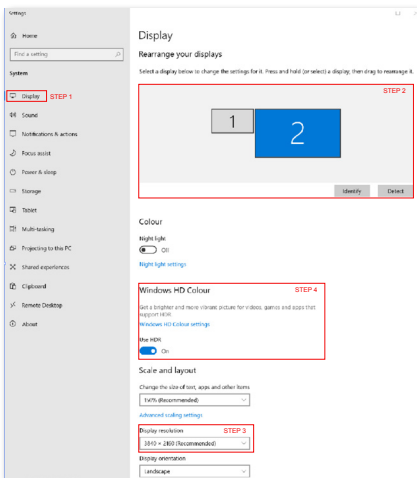 Settings
Home
Display
Find a setting
Rearrange your displays
System
Select a display below to change the settings for it. Press and hold (or select) a display, then drag to rearrange it.
Display STEP 1
STEP 2
Sound
1
2
Notifications & actions
Focus assist
Power & sleep
Storage
Identify
Detect
Tablet
Colour
Multi-tasking
Night light
Projecting to this PC
Off
Shared experiences
Night light settings
Clipboard
Windows HD Colour STEP 4
Remote Desktop
Get a brighter and more vibrant picture for videos, games and apps that
support HDR.
About
Windows HD Colour settings
Use HDR
On
Scale and layout
Change the size of text, apps and other items
150% (Recommended)
Advanced scaling settings
Display resolution STEP 3
3840 × 2160 (Recommended)
Display orientation
Landscape